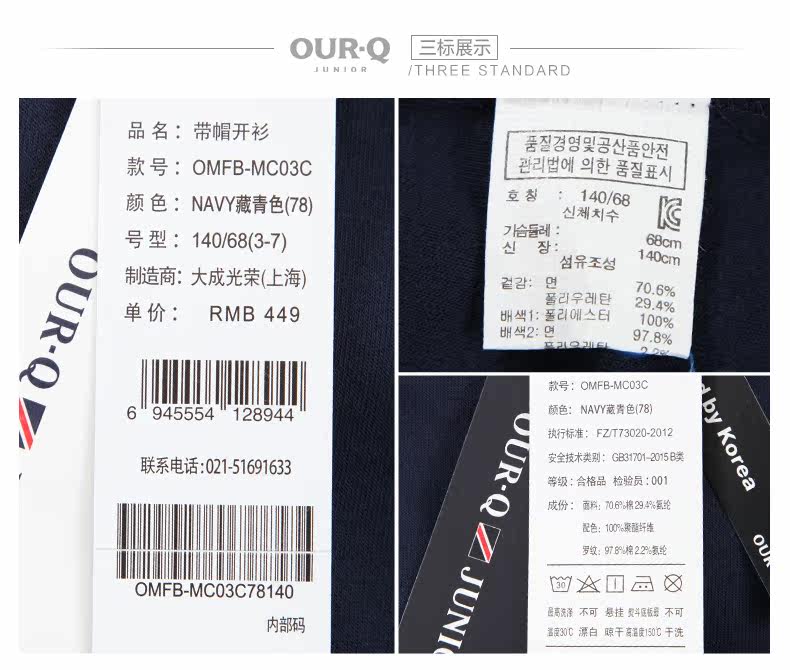 OUR·Q
JUNIOR
三标展示
/THREE STANDARD
品名: 带帽开衫
款号: OMFB-MC03C
颜色: NAVY藏青色(78)
号型: 140/68(3-7)
制造商: 大成光荣(上海)
单价: RMB 449
6 945554 128944
联系电话:021-51691633
OMFB-MC03C78140
内部码
OUR·Q
품질경영및공산품안전
관리법에 의한 품질표시
호칭 : 140/68
신체치수
가슴둘레: 68cm
신장: 140cm
섬유조성
겉감: 면 70.6%
폴리우레탄 29.4%
배색1: 폴리에스터 100%
배색2: 면 97.8%
폴리우레탄 2.2%
OUR·Q JUNIO
款号: OMFB-MC03C
颜色: NAVY藏青色(78)
执行标准: FZ/T73020-2012
安全技术类别: GB31701-2015 B类
等级: 合格品 检验员:001
成份: 面料: 70.6%棉 29.4%氨纶
配色: 100%聚酯纤维
罗纹: 97.8%棉 2.2%氨纶
30
最高洗涤 不可 悬挂 熨斗底板最 不可
温度30℃ 漂白 晾干 高温度150℃ 干洗
d by Korea
OUR